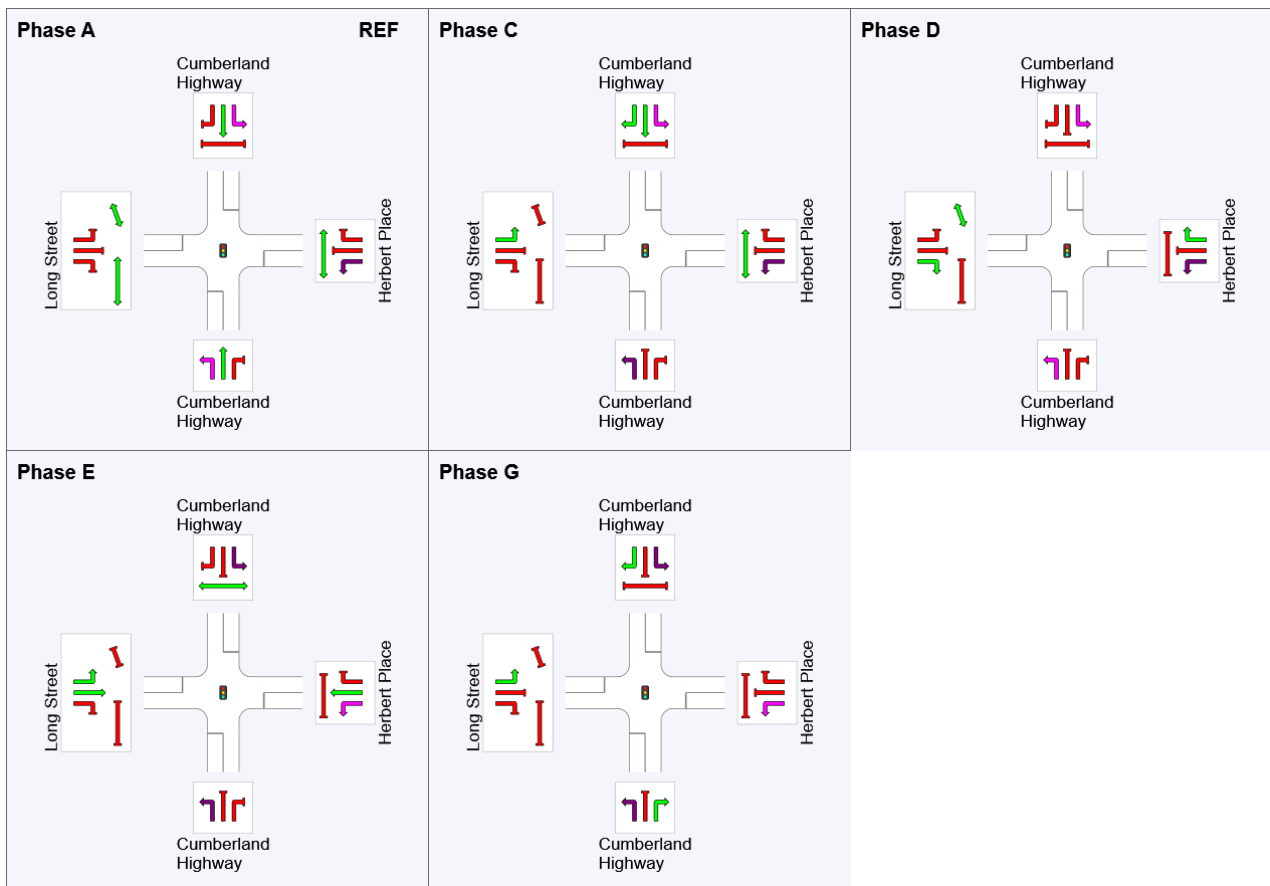 Phase A
REF
Cumberland
Highway
Long Street
Herbert Place
Cumberland
Highway
Phase C
Cumberland
Highway
Long Street
Herbert Place
Cumberland
Highway
Phase D
Cumberland
Highway
Long Street
Herbert Place
Cumberland
Highway
Phase E
Cumberland
Highway
Long Street
Herbert Place
Cumberland
Highway
Phase G
Cumberland
Highway
Long Street
Herbert Place
Cumberland
Highway